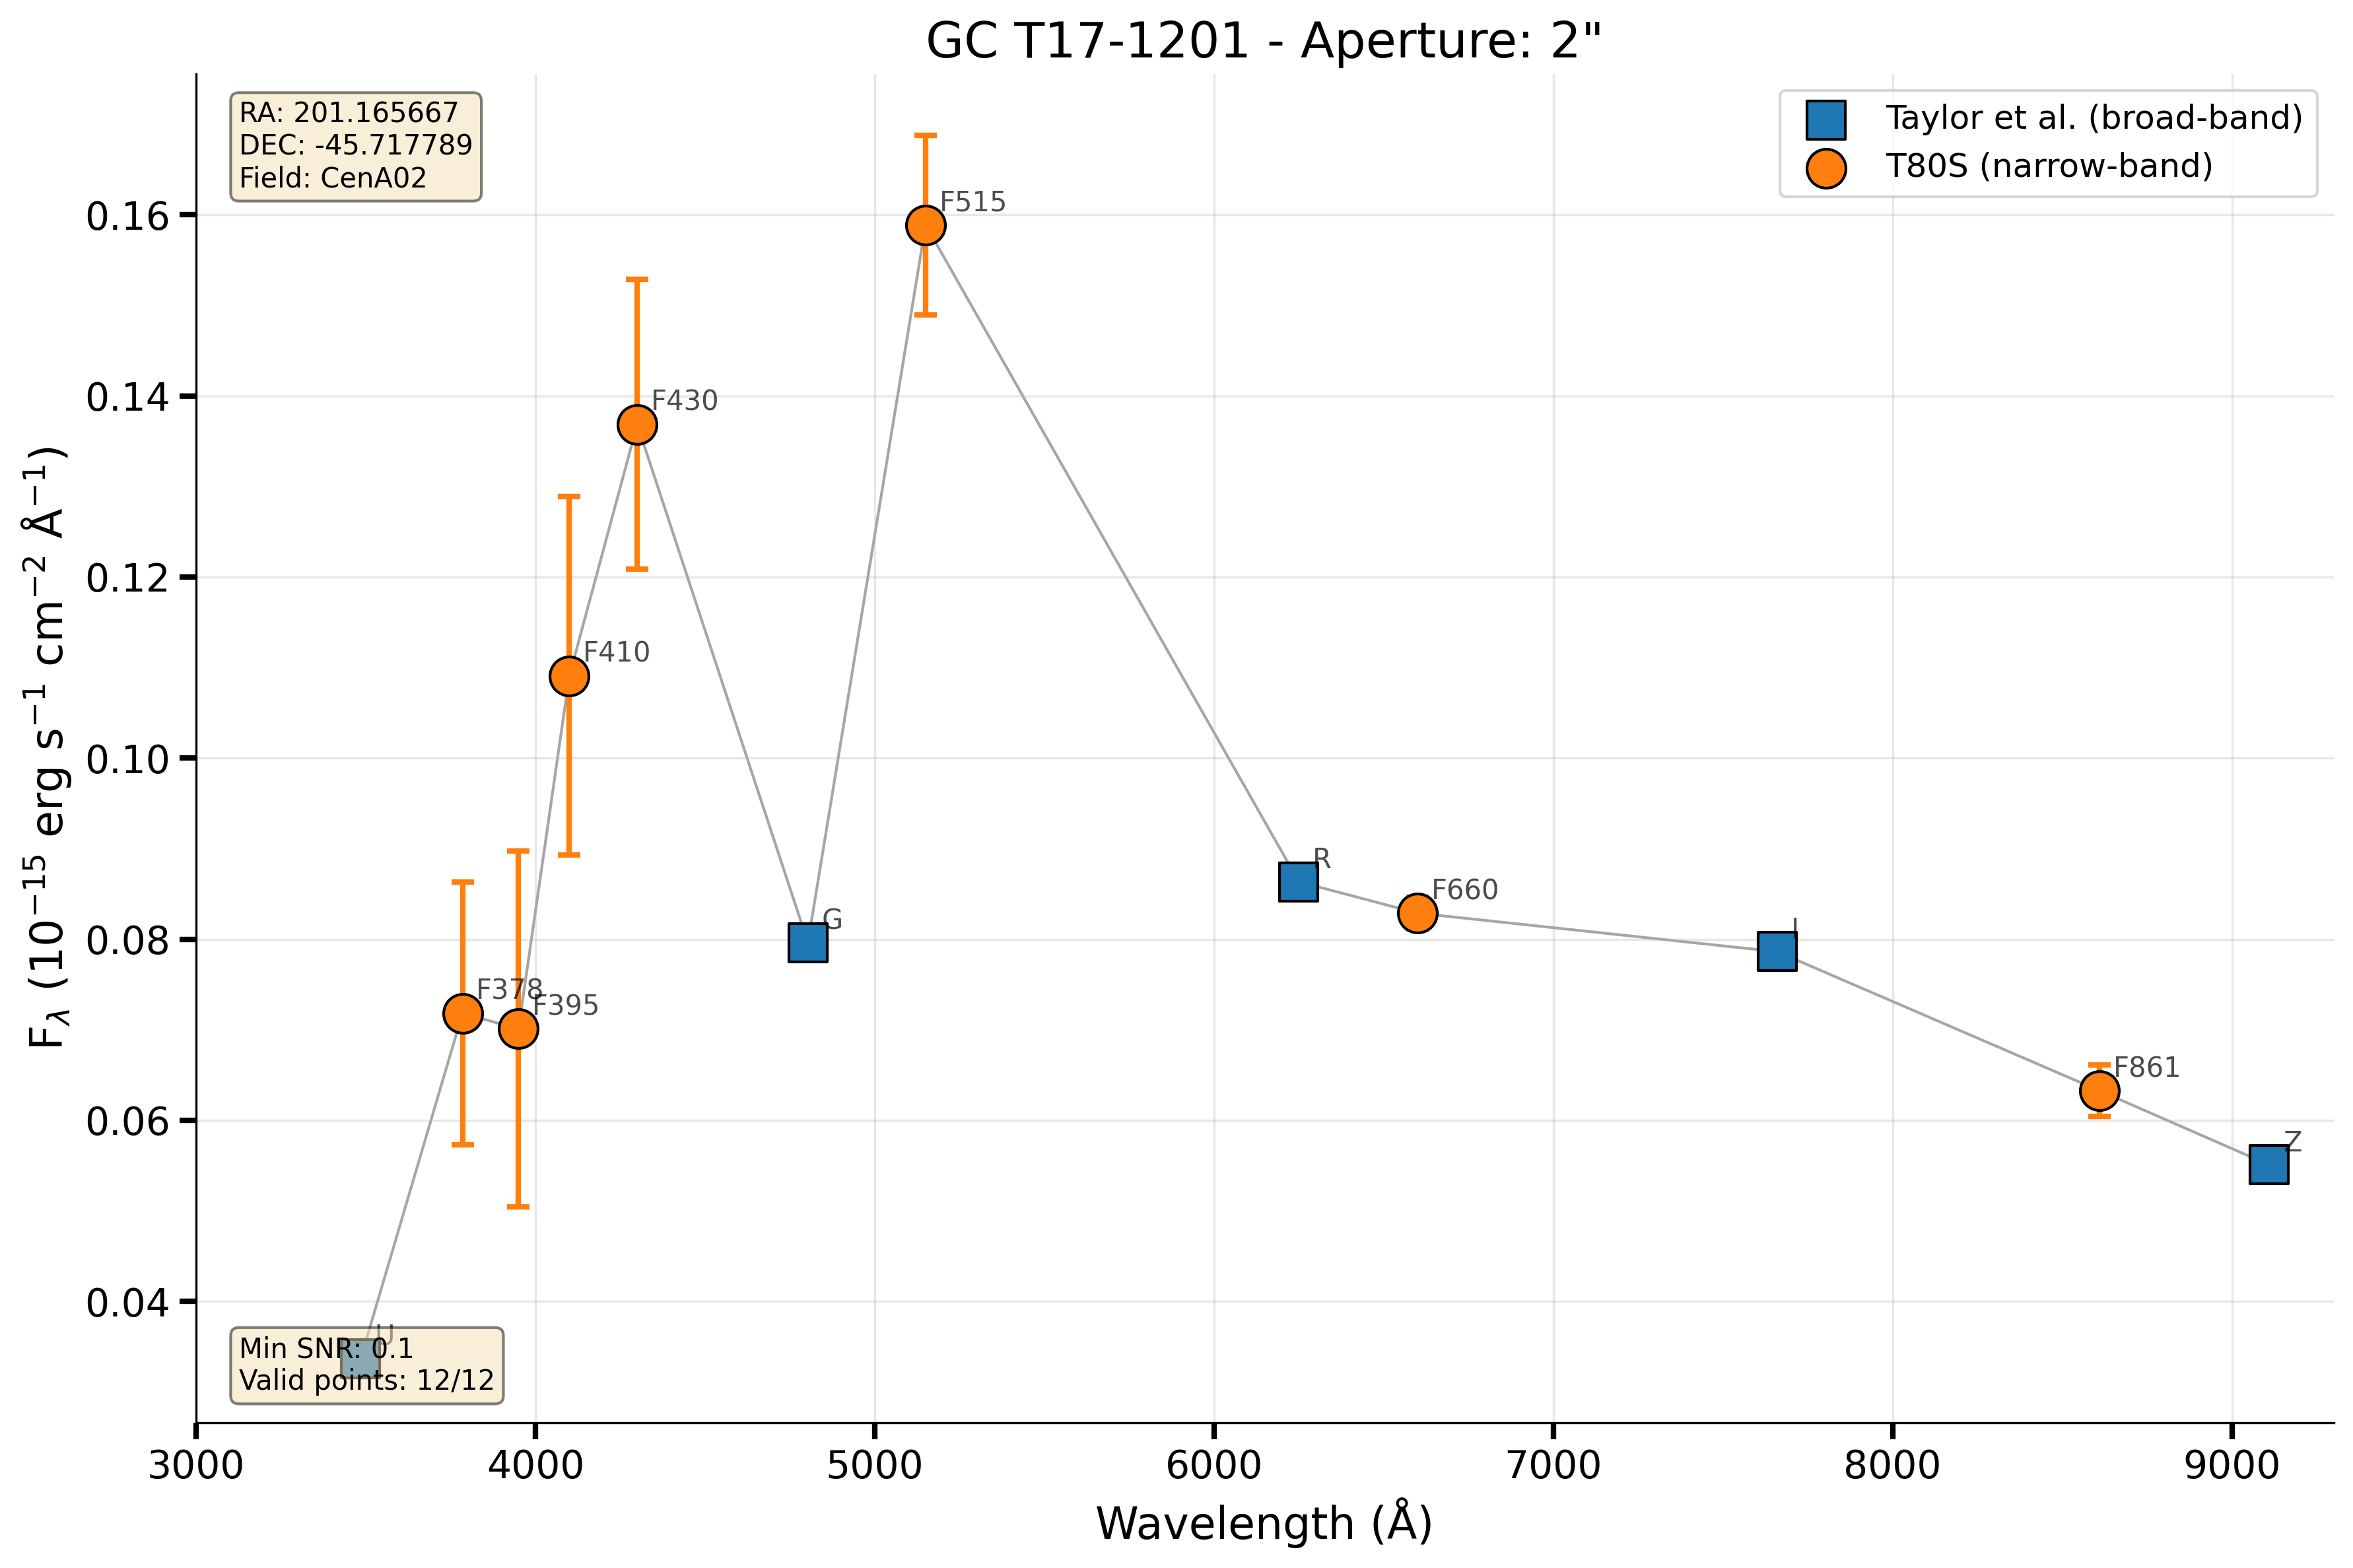 GC T17-1201 - Aperture: 2"
RA: 201.165667
DEC: -45.717789
Field: CenA02
Taylor et al. (broad-band)
T80S (narrow-band)
F515
F430
F410
G
F378
F395
R
F660
I
F861
Z
U
Min SNR: 0.1
Valid points: 12/12
0.16
0.14
0.12
0.10
0.08
0.06
0.04
F$_{λ}$ (10$^{−15}$ erg s$^{−1}$ cm$^{−2}$ Å$^{−1}$)
3000 4000 5000 6000 7000 8000 9000
Wavelength (Å)